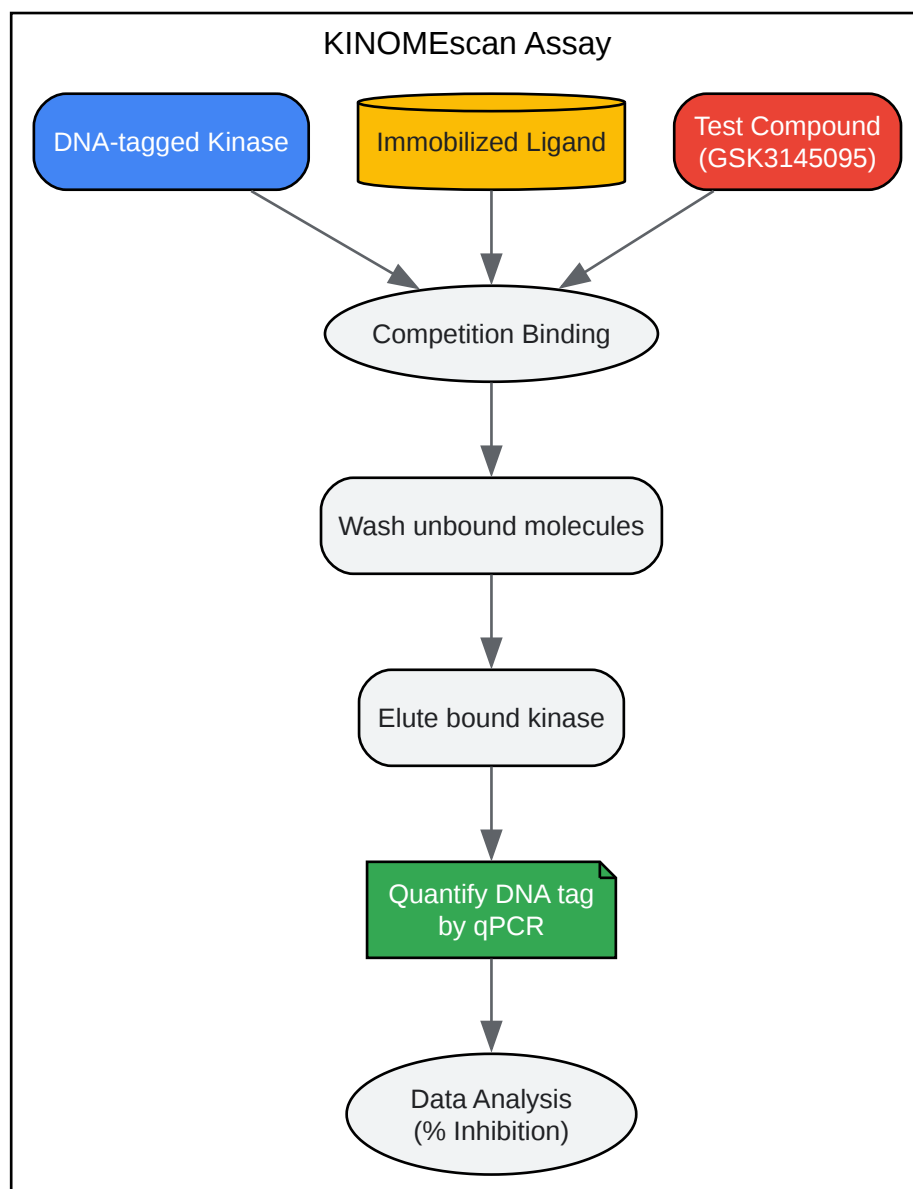 KINOMEscan Assay
DNA-tagged Kinase
Immobilized Ligand
Test Compound
(GSK3145095)
Competition Binding
Wash unbound molecules
Elute bound kinase
Quantify DNA tag
by qPCR
Data Analysis
(% Inhibition)